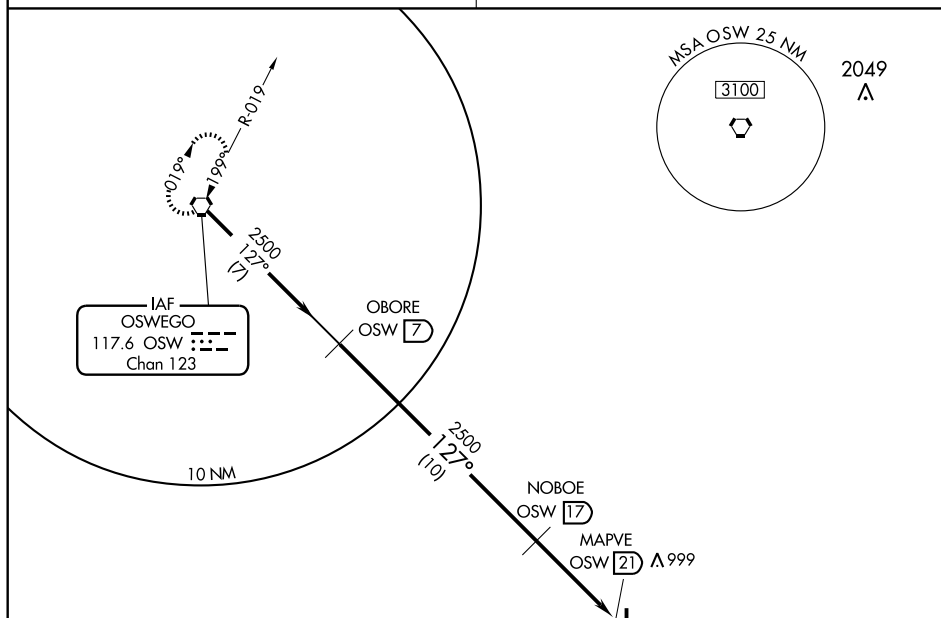 MSA OSW 25 NM
3100
2049
R-019
019°
199°
2500
127°
(7)
IAF
OSWEGO
117.6 OSW
Chan 123
OBORE
OSW 7
10 NM
2500
127°
(10)
NOBOE
OSW 17
MAPVE
OSW 21
999